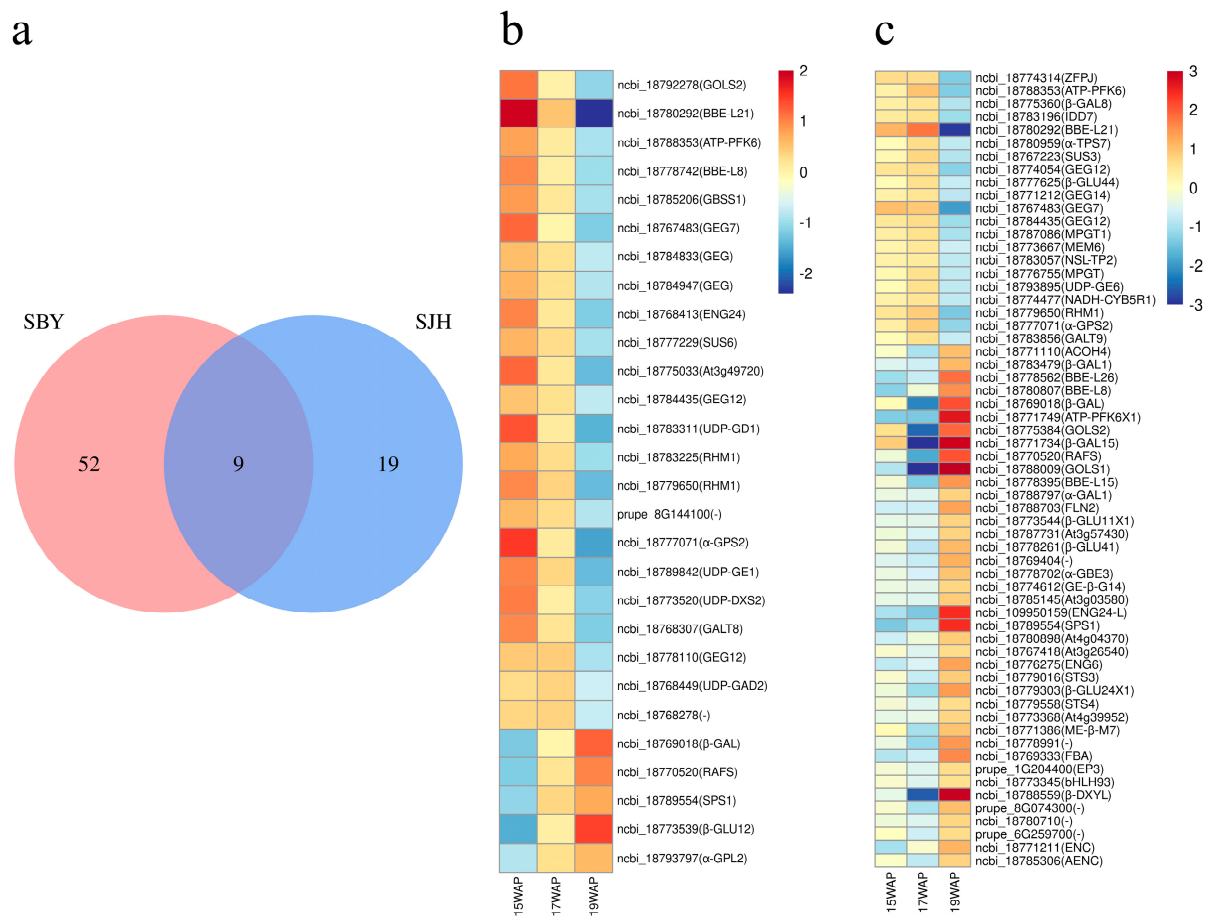 a
b
c
SBY
SJH
52
9
19
ncbi_18792278(GOLS2)
ncbi_18780292(BBE-L21)
ncbi_18788353(ATP-PFK6)
ncbi_18778742(BBE-L8)
ncbi_18785206(GBSS1)
ncbi_18767483(GEG7)
ncbi_18784833(GEG)
ncbi_18784947(GEG)
ncbi_18768413(ENG24)
ncbi_18777229(SUS6)
ncbi_18775033(At3g49720)
ncbi_18784435(GEG12)
ncbi_18783311(UDP-GD1)
ncbi_18783225(RHM1)
ncbi_18779650(RHM1)
prupe_8G144100(-)
ncbi_18777071(α-GPS2)
ncbi_18789842(UDP-GE1)
ncbi_18773520(UDP-DXS2)
ncbi_18768307(GALT8)
ncbi_18778110(GEG12)
ncbi_18768449(UDP-GAD2)
ncbi_18768278(-)
ncbi_18769018(β-GAL)
ncbi_18770520(RAFS)
ncbi_18789554(SPS1)
ncbi_18773539(β-GLU12)
ncbi_18793797(α-GPL2)
15WAP
17WAP
19WAP
2
1
0
-1
-2
ncbi_18774314(ZFPJ)
ncbi_18788353(ATP-PFK6)
ncbi_18775360(β-GAL8)
ncbi_18783196(IDD7)
ncbi_18780292(BBE-L21)
ncbi_18780959(α-TPS7)
ncbi_18767223(SUS3)
ncbi_18774054(GEG12)
ncbi_18777625(β-GLU44)
ncbi_18771212(GEG14)
ncbi_18767483(GEG7)
ncbi_18784435(GEG12)
ncbi_18787086(MPGT1)
ncbi_18773667(MEM6)
ncbi_18783057(NSL-TP2)
ncbi_18776755(MPGT)
ncbi_18793895(UDP-GE6)
ncbi_18774477(NADH-CYB5R1)
ncbi_18779650(RHM1)
ncbi_18777071(α-GPS2)
ncbi_18783856(GALT9)
ncbi_18771110(ACOH4)
ncbi_18783479(β-GAL1)
ncbi_18778562(BBE-L26)
ncbi_18780807(BBE-L8)
ncbi_18769018(β-GAL)
ncbi_18771749(ATP-PFK6X1)
ncbi_18775384(GOLS2)
ncbi_18771734(β-GAL15)
ncbi_18770520(RAFS)
ncbi_18788009(GOLS1)
ncbi_18778395(BBE-L15)
ncbi_18788797(α-GAL1)
ncbi_18788703(FLN2)
ncbi_18773544(β-GLU11X1)
ncbi_18787731(At3g57430)
ncbi_18778261(β-GLU41)
ncbi_18769404(-)
ncbi_18778702(α-GBE3)
ncbi_18774612(GE-β-G14)
ncbi_18785145(At3g03580)
ncbi_109950159(ENG24-L)
ncbi_18789554(SPS1)
ncbi_18780898(At4g04370)
ncbi_18767418(At3g26540)
ncbi_18776275(ENG6)
ncbi_18779016(STS3)
ncbi_18779303(β-GLU24X1)
ncbi_18779558(STS4)
ncbi_18773368(At4g39952)
ncbi_18771386(ME-β-M7)
ncbi_18778991(-)
ncbi_18769333(FBA)
prupe_1G204400(EP3)
ncbi_18773345(bHLH93)
ncbi_18788559(β-DXYL)
prupe_8G074300(-)
ncbi_18780710(-)
prupe_6G259700(-)
ncbi_18771211(ENC)
ncbi_18785306(AENC)
15WAP
17WAP
19WAP
3
2
1
0
-1
-2
-3